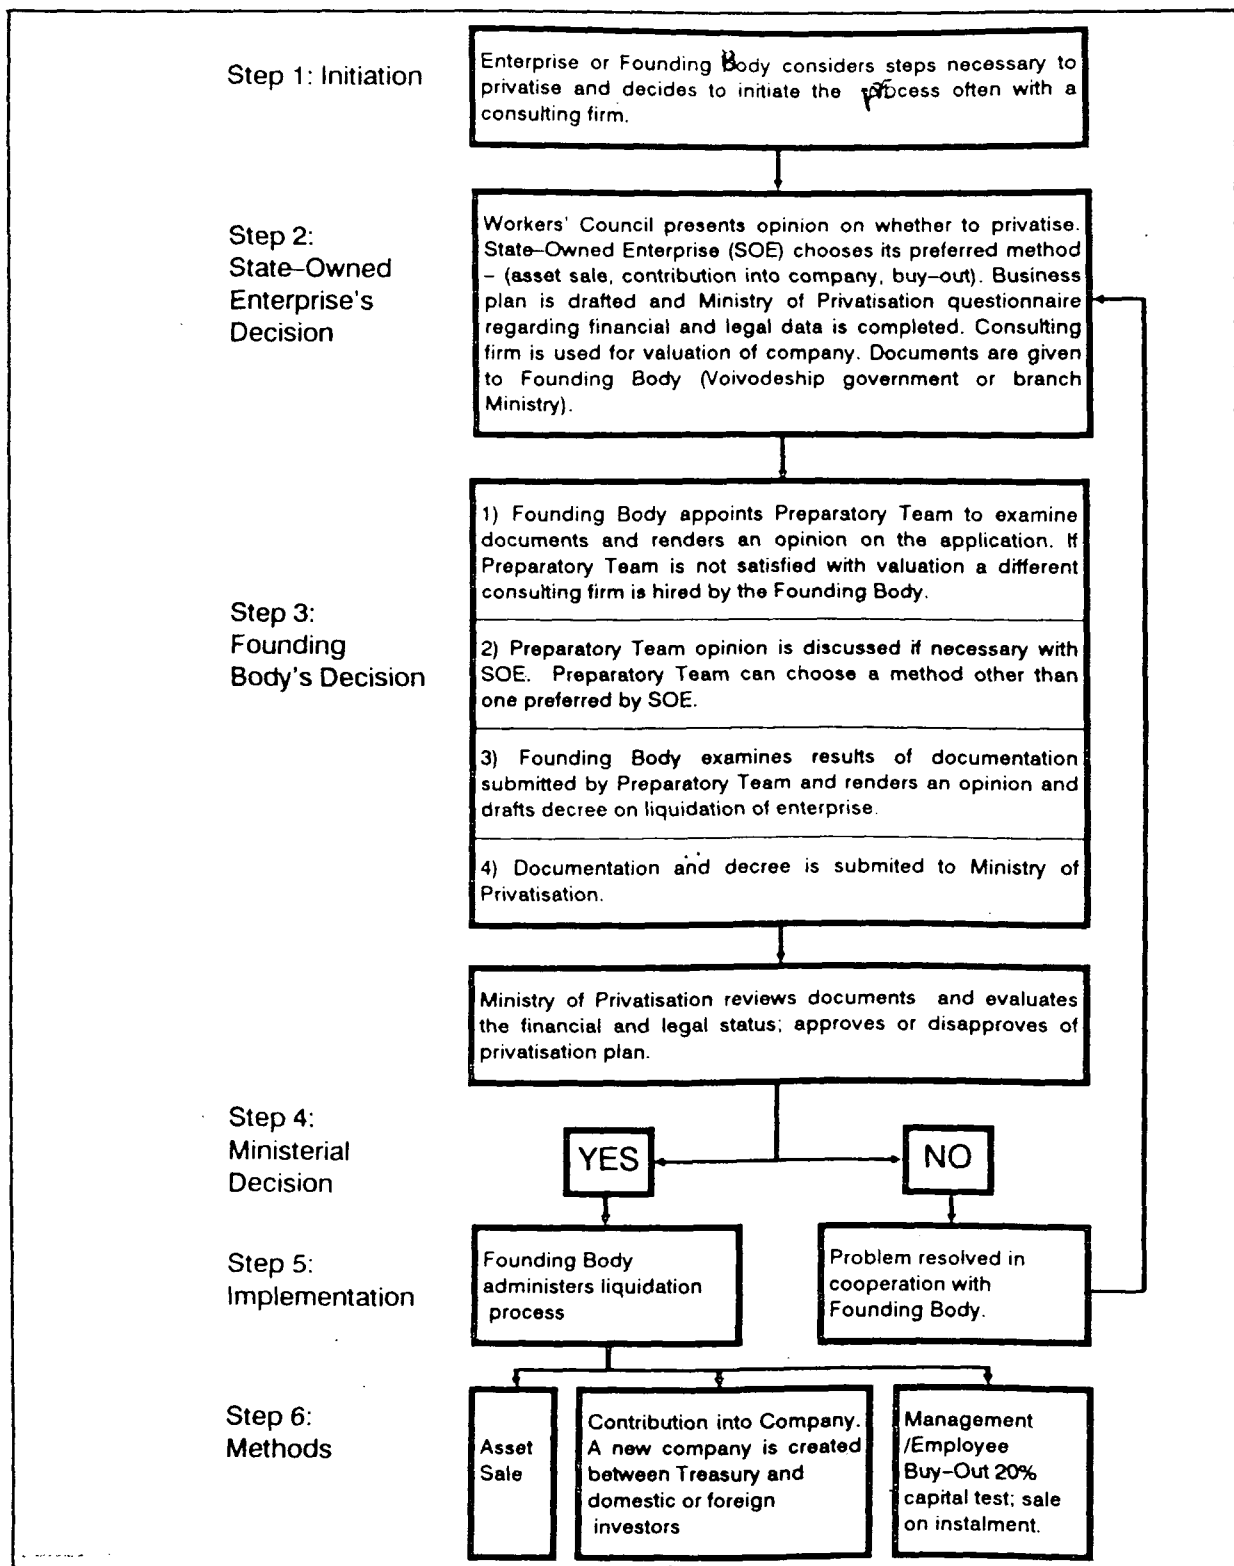 Step 1: Initiation
Enterprise or Founding Body considers steps necessary to
privatise and decides to initiate the process often with a
consulting firm.
Step 2:
State-Owned
Enterprise's
Decision
Workers' Council presents opinion on whether to privatise.
State-Owned Enterprise (SOE) chooses its preferred method
– (asset sale, contribution into company, buy-out). Business
plan is drafted and Ministry of Privatisation questionnaire
regarding financial and legal data is completed. Consulting
firm is used for valuation of company. Documents are given
to Founding Body (Voivodeship government or branch
Ministry).
Step 3:
Founding
Body's Decision
1) Founding Body appoints Preparatory Team to examine
documents and renders an opinion on the application. If
Preparatory Team is not satisfied with valuation a different
consulting firm is hired by the Founding Body.
2) Preparatory Team opinion is discussed if necessary with
SOE. Preparatory Team can choose a method other than
one preferred by SOE.
3) Founding Body examines results of documentation
submitted by Preparatory Team and renders an opinion and
drafts decree on liquidation of enterprise.
4) Documentation and decree is submited to Ministry of
Privatisation.
Ministry of Privatisation reviews documents and evaluates
the financial and legal status; approves or disapproves of
privatisation plan.
Step 4:
Ministerial
Decision
YES
NO
Step 5:
Implementation
Founding Body
administers liquidation
process
Problem resolved in
cooperation with
Founding Body.
Step 6:
Methods
Asset
Sale
Contribution into Company.
A new company is created
between Treasury and
domestic or foreign
investors
Management
/Employee
Buy-Out 20%
capital test; sale
on instalment.